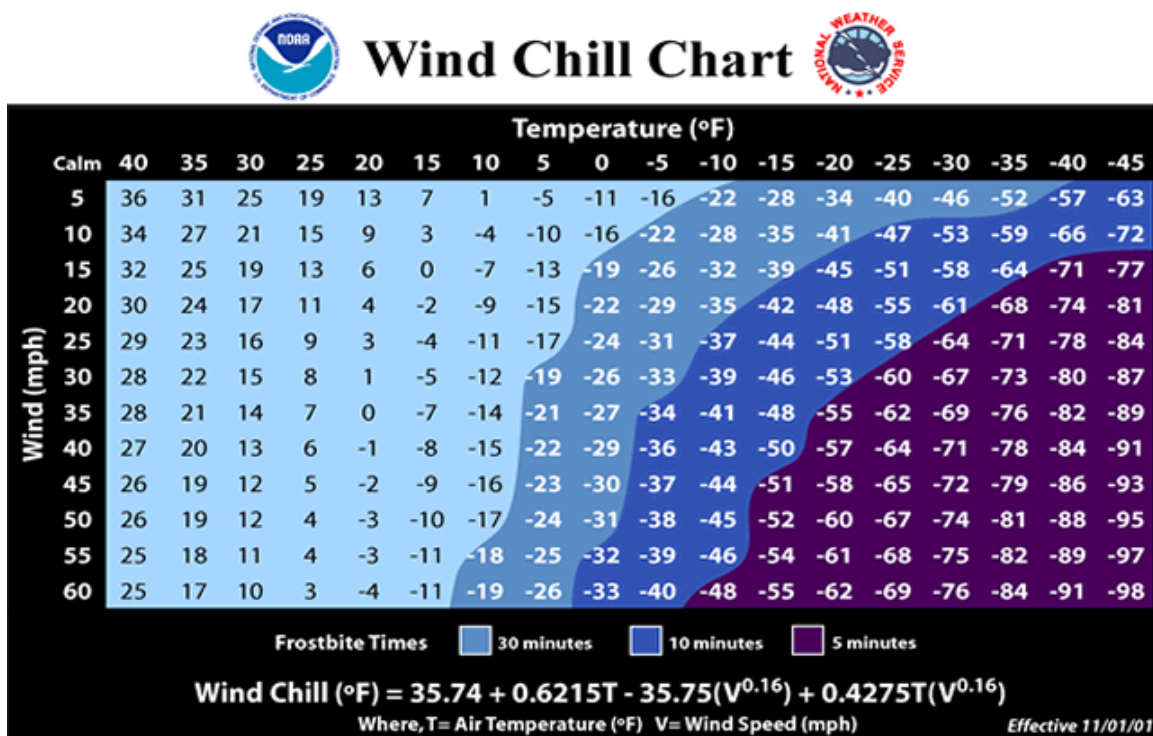 NATIONAL OCEANIC AND ATMOSPHERIC ADMINISTRATION
NOAA
U.S. DEPARTMENT OF COMMERCE
Wind Chill Chart
NATIONAL WEATHER SERVICE
Temperature (ºF)
Calm 40 35 30 25 20 15 10 5 0 -5 -10 -15 -20 -25 -30 -35 -40 -45
Wind (mph)
5 36 31 25 19 13 7 1 -5 -11 -16 -22 -28 -34 -40 -46 -52 -57 -63
10 34 27 21 15 9 3 -4 -10 -16 -22 -28 -35 -41 -47 -53 -59 -66 -72
15 32 25 19 13 6 0 -7 -13 -19 -26 -32 -39 -45 -51 -58 -64 -71 -77
20 30 24 17 11 4 -2 -9 -15 -22 -29 -35 -42 -48 -55 -61 -68 -74 -81
25 29 23 16 9 3 -4 -11 -17 -24 -31 -37 -44 -51 -58 -64 -71 -78 -84
30 28 22 15 8 1 -5 -12 -19 -26 -33 -39 -46 -53 -60 -67 -73 -80 -87
35 28 21 14 7 0 -7 -14 -21 -27 -34 -41 -48 -55 -62 -69 -76 -82 -89
40 27 20 13 6 -1 -8 -15 -22 -29 -36 -43 -50 -57 -64 -71 -78 -84 -91
45 26 19 12 5 -2 -9 -16 -23 -30 -37 -44 -51 -58 -65 -72 -79 -86 -93
50 26 19 12 4 -3 -10 -17 -24 -31 -38 -45 -52 -60 -67 -74 -81 -88 -95
55 25 18 11 4 -3 -11 -18 -25 -32 -39 -46 -54 -61 -68 -75 -82 -89 -97
60 25 17 10 3 -4 -11 -19 -26 -33 -40 -48 -55 -62 -69 -76 -84 -91 -98
Frostbite Times 30 minutes 10 minutes 5 minutes
Wind Chill (ºF) = 35.74 + 0.6215T - 35.75(V^0.16) + 0.4275T(V^0.16)
Where, T= Air Temperature (ºF) V= Wind Speed (mph) Effective 11/01/01